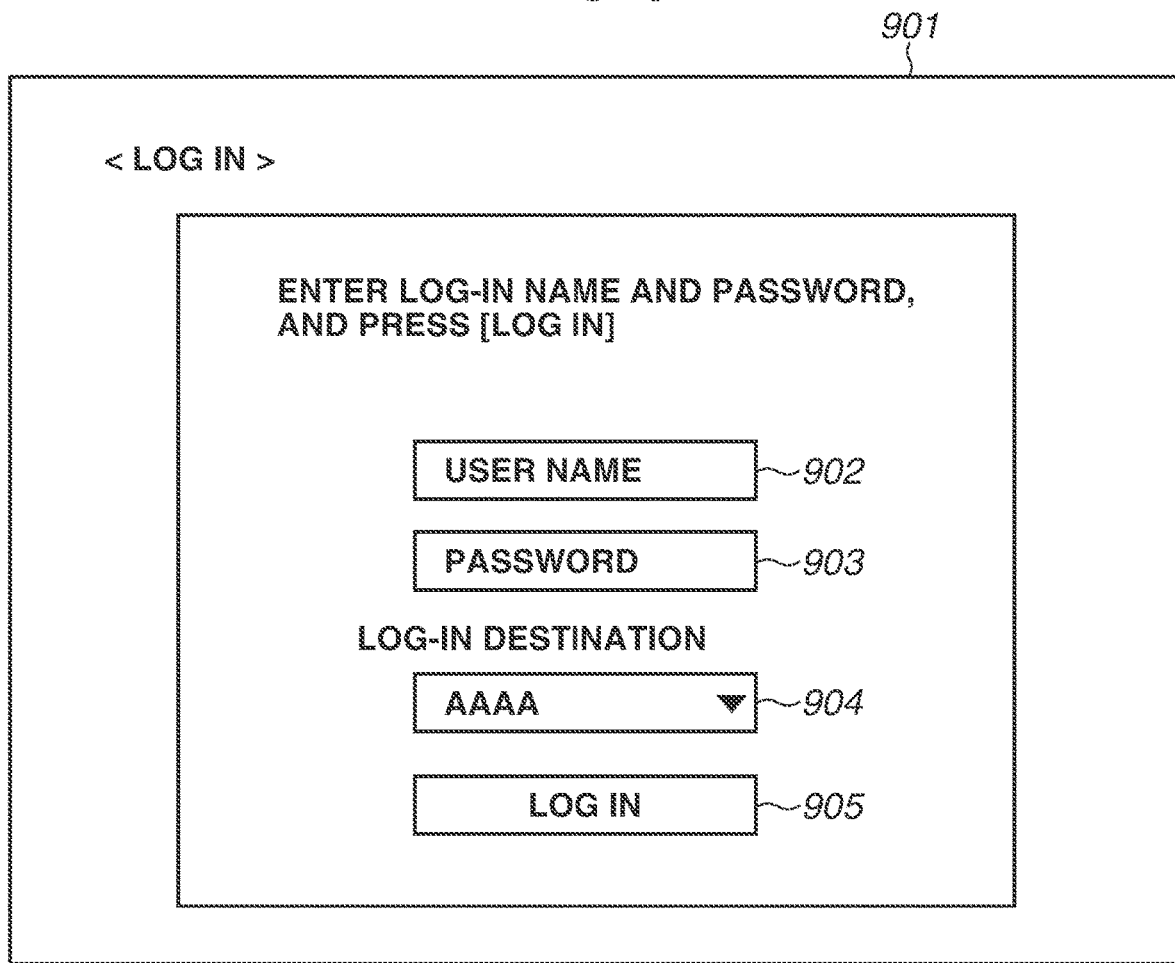 901
< LOG IN >
ENTER LOG-IN NAME AND PASSWORD,
AND PRESS [LOG IN]
USER NAME 902
PASSWORD 903
LOG-IN DESTINATION
AAAA 904
LOG IN 905